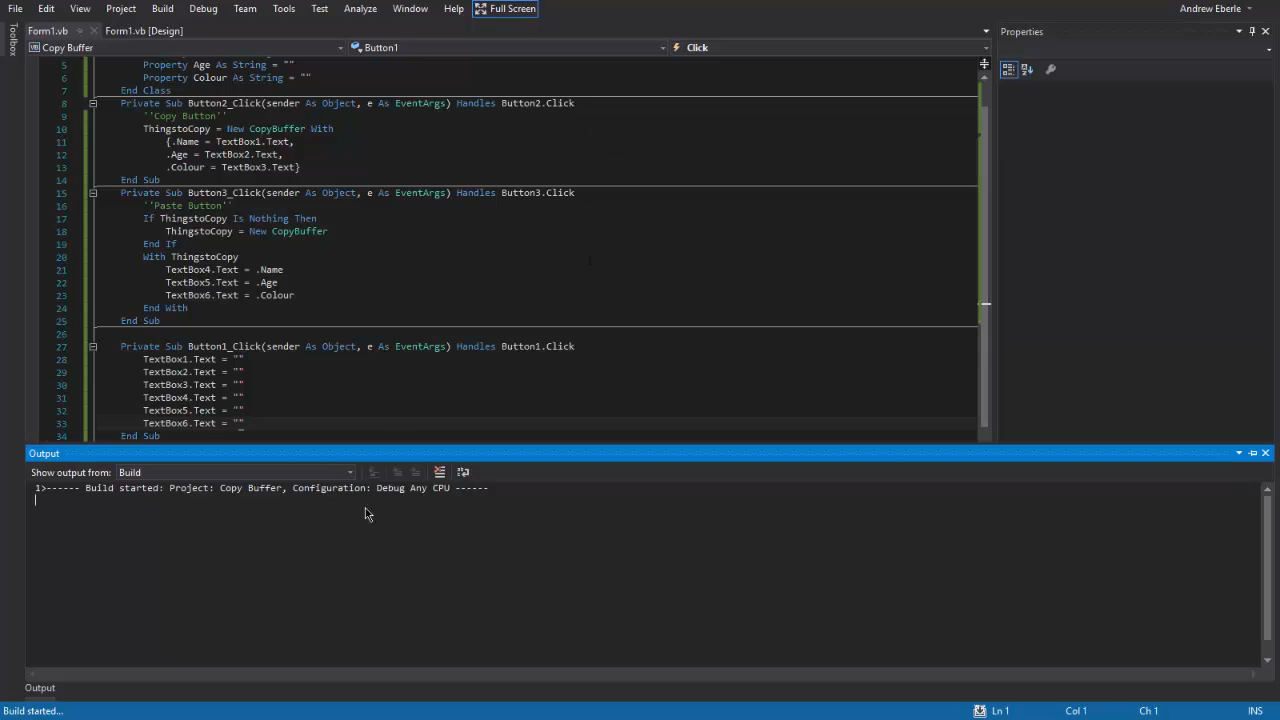 File Edit View Project Build Debug Team Tools Test Analyze Window Help Full Screen Andrew Eberle
Toolbox
Form1.vb Form1.vb [Design] Properties
Copy Buffer Button1 Click
5 Property Age As String = ""
6 Property Colour As String = ""
7 End Class
8 Private Sub Button2_Click(sender As Object, e As EventArgs) Handles Button2.Click
9 ''Copy Button''
10 ThingstoCopy = New CopyBuffer With
11 {.Name = TextBox1.Text,
12 .Age = TextBox2.Text,
13 .Colour = TextBox3.Text}
14 End Sub
15 Private Sub Button3_Click(sender As Object, e As EventArgs) Handles Button3.Click
16 ''Paste Button''
17 If ThingstoCopy Is Nothing Then
18 ThingstoCopy = New CopyBuffer
19 End If
20 With ThingstoCopy
21 TextBox4.Text = .Name
22 TextBox5.Text = .Age
23 TextBox6.Text = .Colour
24 End With
25 End Sub
26
27 Private Sub Button1_Click(sender As Object, e As EventArgs) Handles Button1.Click
28 TextBox1.Text = ""
29 TextBox2.Text = ""
30 TextBox3.Text = ""
31 TextBox4.Text = ""
32 TextBox5.Text = ""
33 TextBox6.Text = ""
34 End Sub
Output
Show output from: Build
1>------ Build started: Project: Copy Buffer, Configuration: Debug Any CPU ------
Output
Build started... Ln 1 Col 1 Ch 1 INS